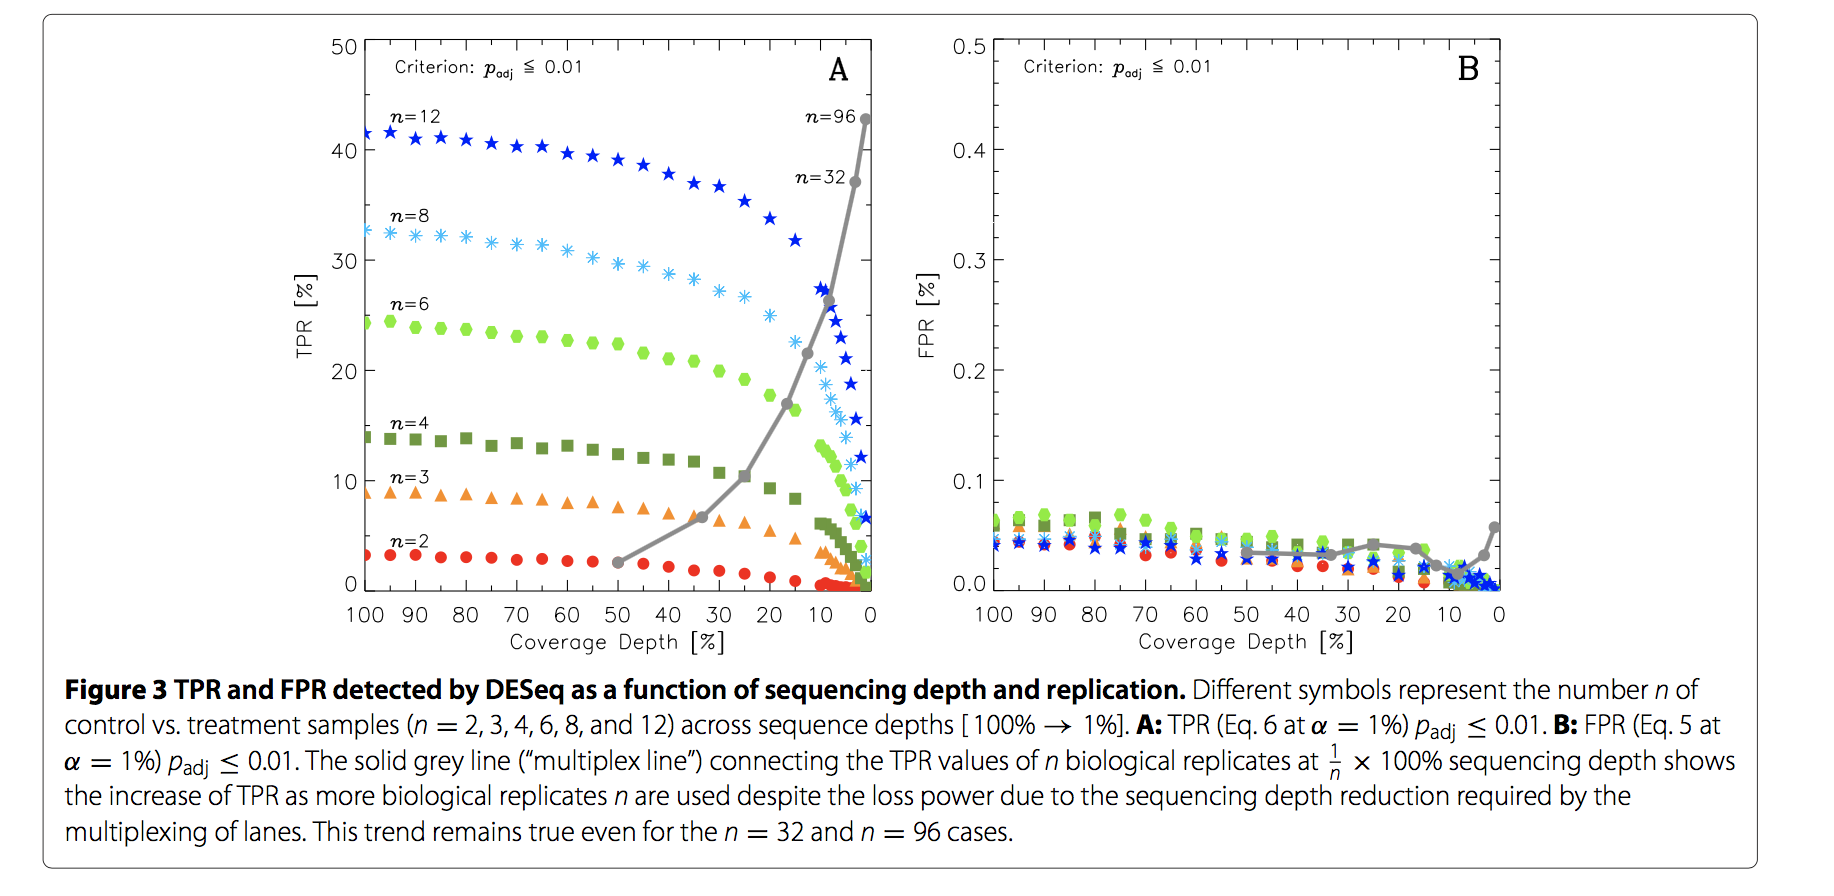 50
40
30
20
10
0
TPR [%]
Criterion: p_adj ≦ 0.01
A
n=96
n=12
n=32
n=8
n=6
n=4
n=3
n=2
100 90 80 70 60 50 40 30 20 10 0
Coverage Depth [%]
0.5
0.4
0.3
0.2
0.1
0.0
FPR [%]
Criterion: p_adj ≦ 0.01
B
100 90 80 70 60 50 40 30 20 10 0
Coverage Depth [%]
Figure 3 TPR and FPR detected by DESeq as a function of sequencing depth and replication. Different symbols represent the number n of
control vs. treatment samples (n = 2, 3, 4, 6, 8, and 12) across sequence depths [ 100% → 1%]. A: TPR (Eq. 6 at α = 1%) p_adj ≤ 0.01. B: FPR (Eq. 5 at
α = 1%) p_adj ≤ 0.01. The solid grey line (“multiplex line”) connecting the TPR values of n biological replicates at 1/n × 100% sequencing depth shows
the increase of TPR as more biological replicates n are used despite the loss power due to the sequencing depth reduction required by the
multiplexing of lanes. This trend remains true even for the n = 32 and n = 96 cases.